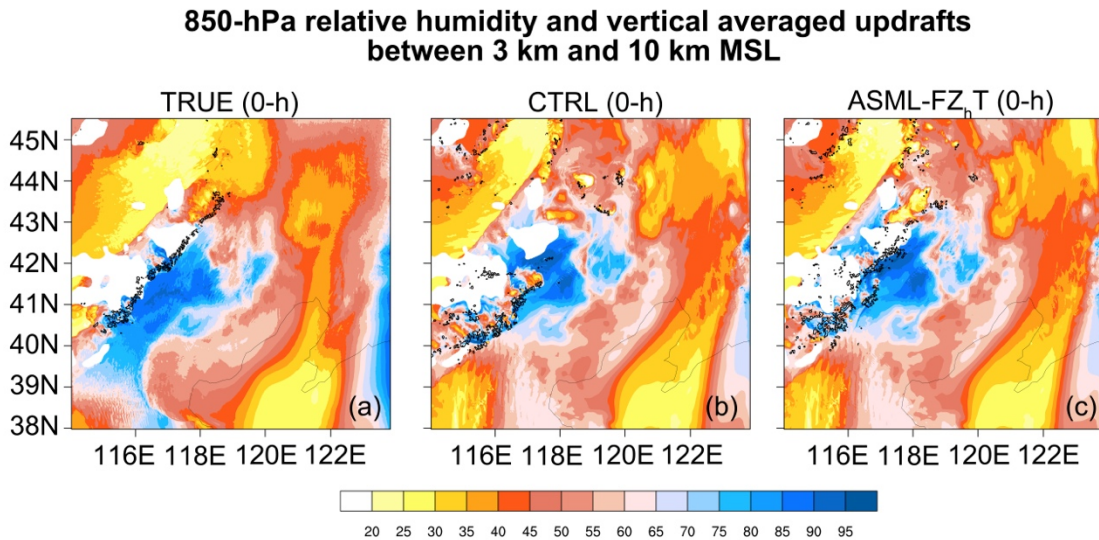 850-hPa relative humidity and vertical averaged updrafts
between 3 km and 10 km MSL
TRUE (0-h)
CTRL (0-h)
ASML-FZhT (0-h)
45N
44N
43N
42N
41N
40N
39N
38N
(a)
(b)
(c)
116E 118E 120E 122E
116E 118E 120E 122E
116E 118E 120E 122E
20 25 30 35 40 45 50 55 60 65 70 75 80 85 90 95